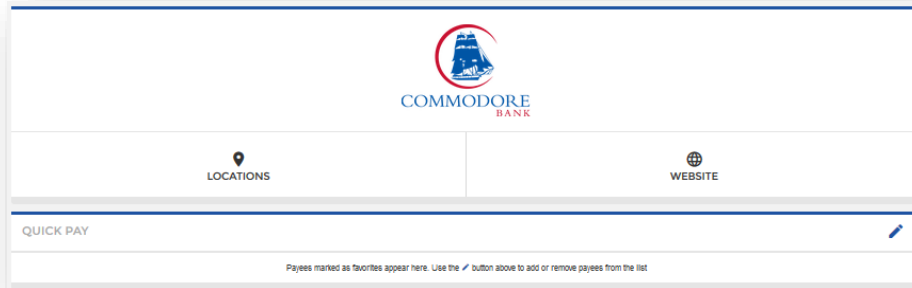 COMMODORE
BANK
LOCATIONS
WEBSITE
QUICK PAY
Payees marked as favorites appear here. Use the button above to add or remove payees from the list